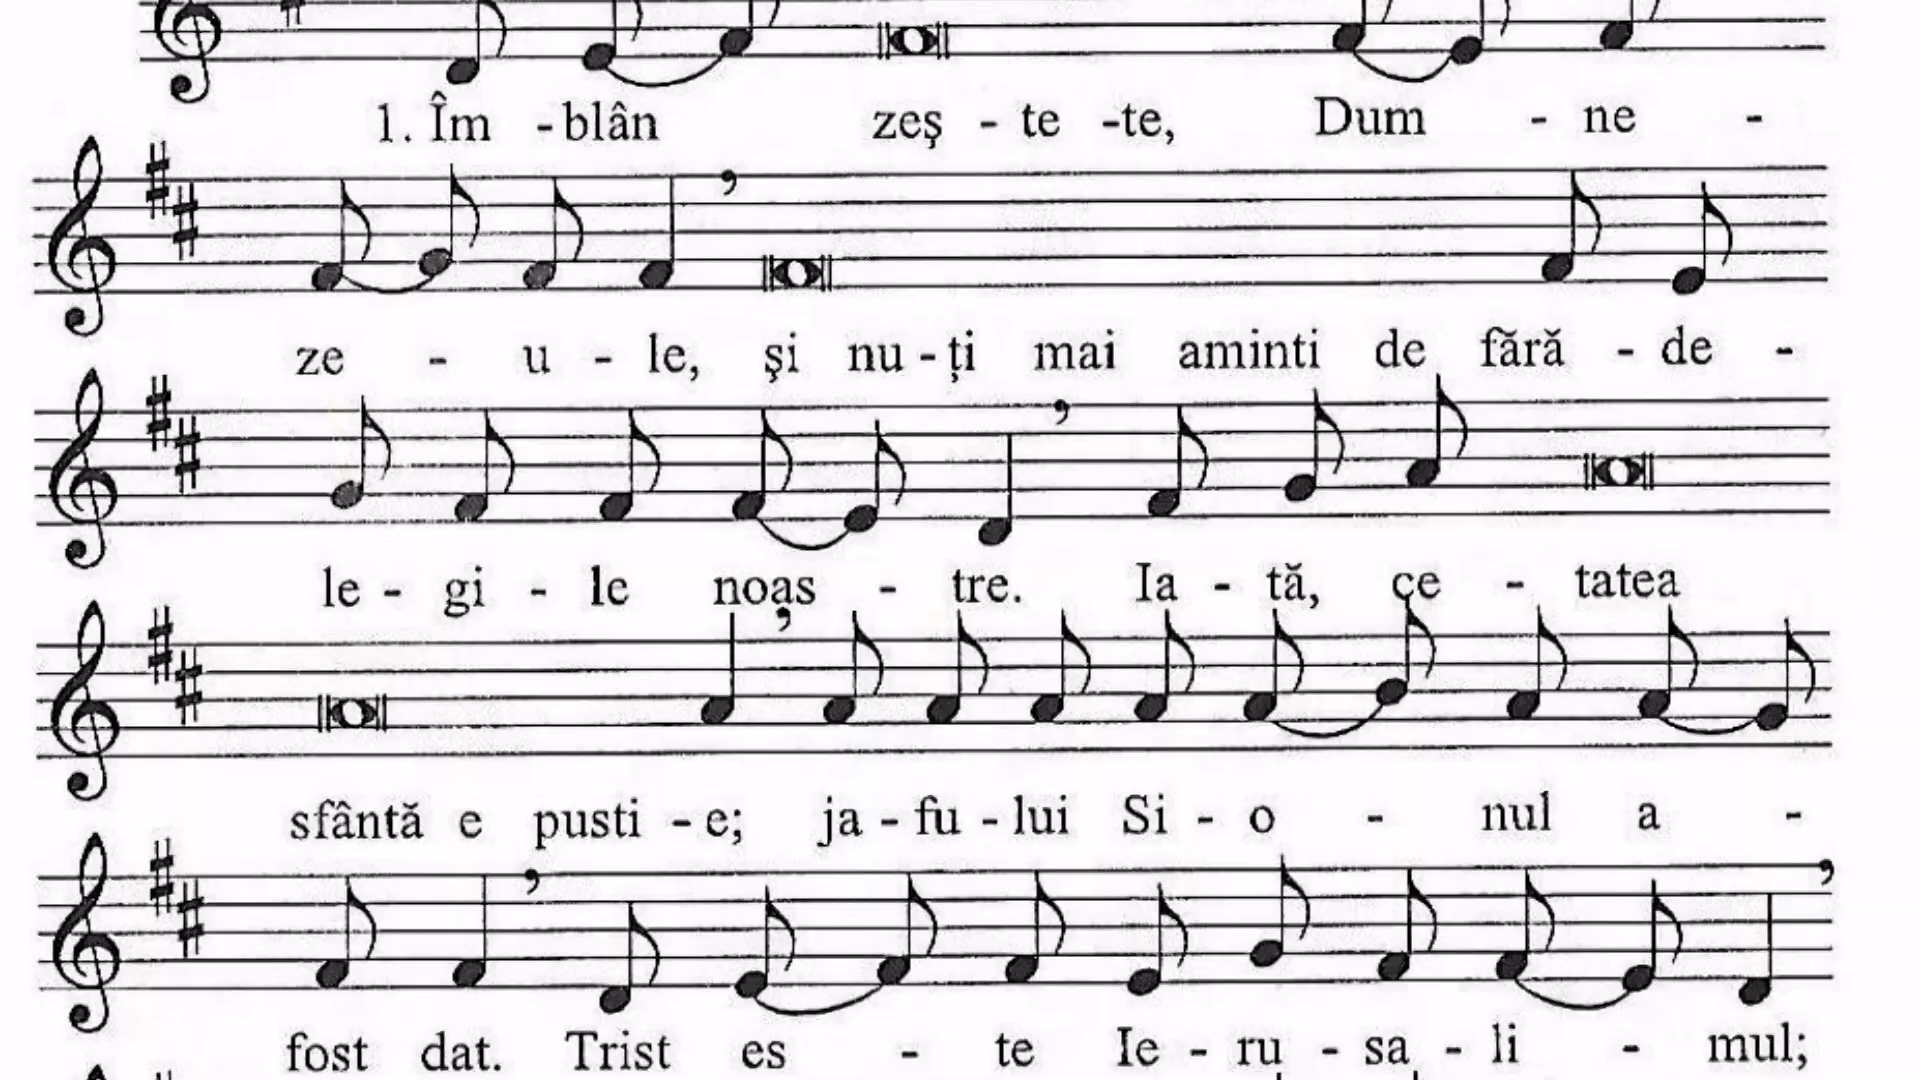 1. Îm - blân zeş - te -te, Dum - ne -
ze - u - le, şi nu - ţi mai aminti de fără - de -
le - gi - le noas - tre. Ia - tă, ce - tatea
sfântă e pusti - e; ja - fu - lui Si - o - nul a -
fost dat. Trist es - te Ie - ru - sa - li - mul;